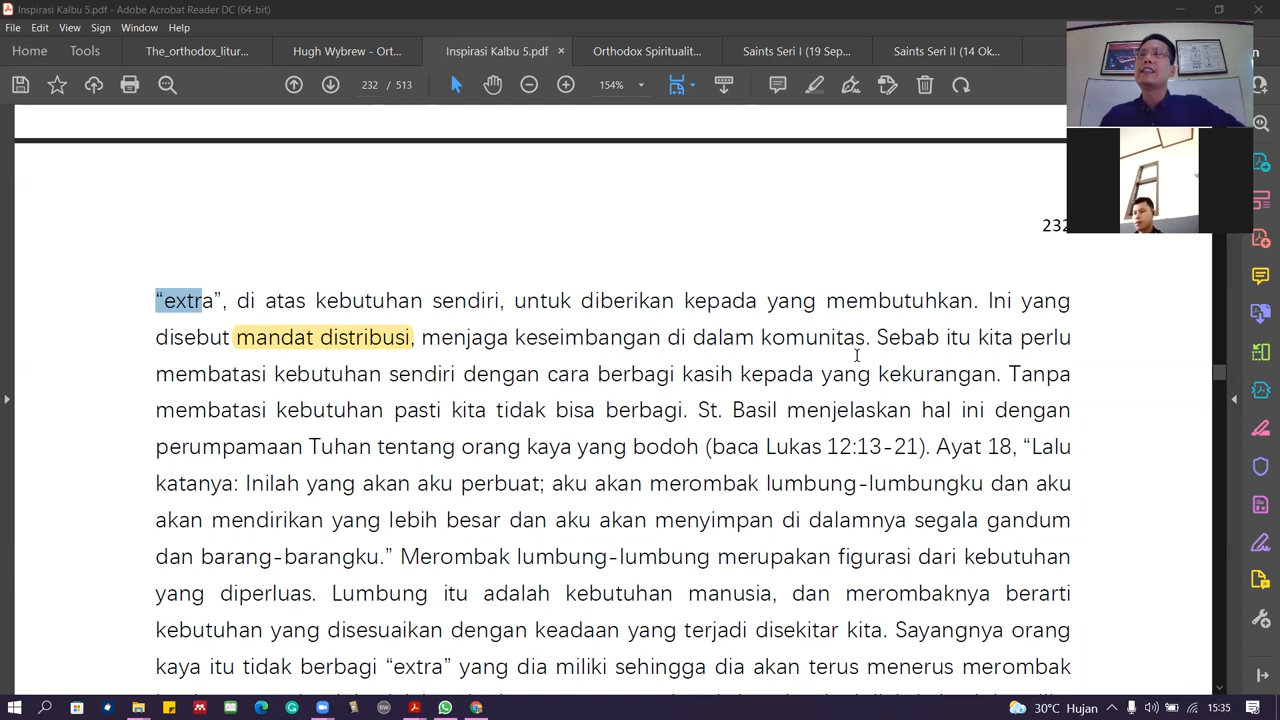 Inspirasi Kalbu 5.pdf - Adobe Acrobat Reader DC (64-bit)
File Edit View Sign Window Help
Home Tools The_orthodox_litur... Hugh Wybrew - Ort... Inspirasi Kalbu 5.pdf × Orthodox Spiritualit... Saints Seri I (19 Sep... Saints Seri II (14 Ok...
232 / 513 154%
232
“extra”, di atas kebutuhan sendiri, untuk diberikan kepada yang membutuhkan. Ini yang
disebut mandat distribusi, menjaga keseimbangan di dalam komunitas. Sebab itu kita perlu
membatasi kebutuhan sendiri dengan cara berbagi kasih kepada yang kekurangan. Tanpa
membatasi kebutuhan pasti kita tidak bisa berbagi. St. Basil menjelaskan hal ini dengan
perumpamaan Tuhan tentang orang kaya yang bodoh (baca Lukas 12:13-21). Ayat 18, “Lalu
katanya: Inilah yang akan aku perbuat; aku akan merombak lumbung-lumbungku dan aku
akan mendirikan yang lebih besar dan aku akan menyimpan di dalamnya segala gandum
dan barang-barangku.” Merombak lumbung-lumbung merupakan figurasi dari kebutuhan
yang diperluas. Lumbung itu adalah kebutuhan manusia, dan merombaknya berarti
kebutuhan yang disesuaikan dengan keadaan yang terjadi disekitar kita. Sayangnya orang
kaya itu tidak berbagi “extra” yang dia miliki sehingga dia akan terus menerus merombak
30°C Hujan 15:35